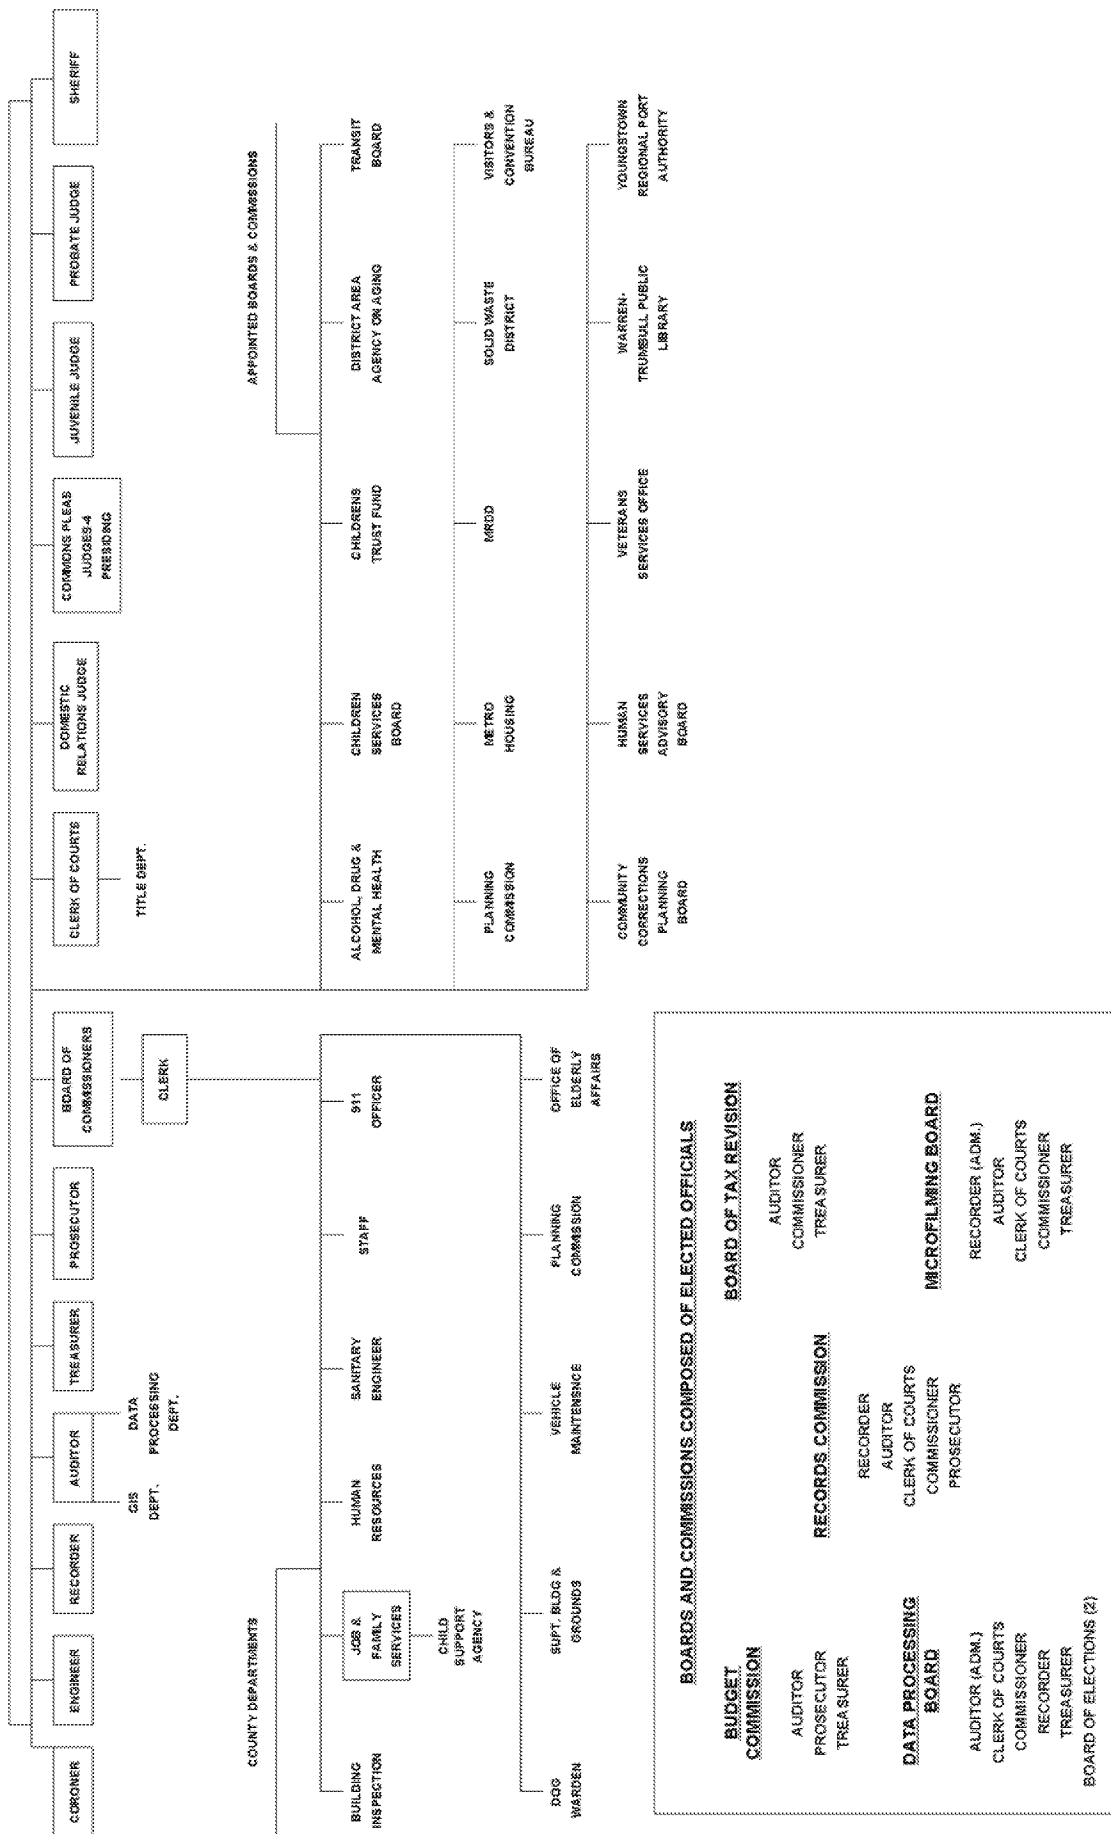 CORONER
ENGINEER
RECORDER
AUDITOR
TREASURER
PROSECUTOR
BOARD OF
COMMISSIONERS
CLERK OF COURTS
DOMESTIC
RELATIONS JUDGE
COMMONS PLEAS
JUDGES-4
PRESIDING
JUVENILE JUDGE
PROBATE JUDGE
SHERIFF
GIS
DEPT.
DATA
PROCESSING
DEPT.
CLERK
TITLE DEPT.
COUNTY DEPARTMENTS
APPOINTED BOARDS & COMMISSIONS
BUILDING
INSPECTION
JOB &
FAMILY
SERVICES
CHILD
SUPPORT
AGENCY
HUMAN
RESOURCES
SANITARY
ENGINEER
STAFF
911
OFFICER
ALCOHOL, DRUG &
MENTAL HEALTH
CHILDREN
SERVICES
BOARD
CHILDRENS
TRUST FUND
DISTRICT AREA
AGENCY ON AGING
TRANSIT
BOARD
PLANNING
COMMISSION
METRO
HOUSING
MRDD
SOLID WASTE
DISTRICT
VISITORS &
CONVENTION
BUREAU
DOG
WARDEN
SUPT. BLDG &
GROUNDS
VEHICLE
MAINTENSNCE
PLANNING
COMMISSION
OFFICE OF
ELDERLY
AFFAIRS
COMMUNITY
CORRECTIONS
PLANNING
BOARD
HUMAN
SERVICES
ADVISORY
BOARD
VETERANS
SERVICES OFFICE
WARREN-
TRUMBULL PUBLIC
LIBRARY
YOUNGSTOWN
REGIONAL PORT
AUTHORITY
BOARDS AND COMMISSIONS COMPOSED OF ELECTED OFFICIALS
BUDGET
COMMISSION
AUDITOR
PROSECUTOR
TREASURER
BOARD OF TAX REVISION
AUDITOR
COMMISSIONER
TREASURER
RECORDS COMMISSION
RECORDER
AUDITOR
CLERK OF COURTS
COMMISSIONER
PROSECUTOR
DATA PROCESSING
BOARD
AUDITOR (ADM.)
CLERK OF COURTS
COMMISSIONER
RECORDER
TREASURER
BOARD OF ELECTIONS (2)
MICROFILMING BOARD
RECORDER (ADM.)
AUDITOR
CLERK OF COURTS
COMMISSIONER
TREASURER